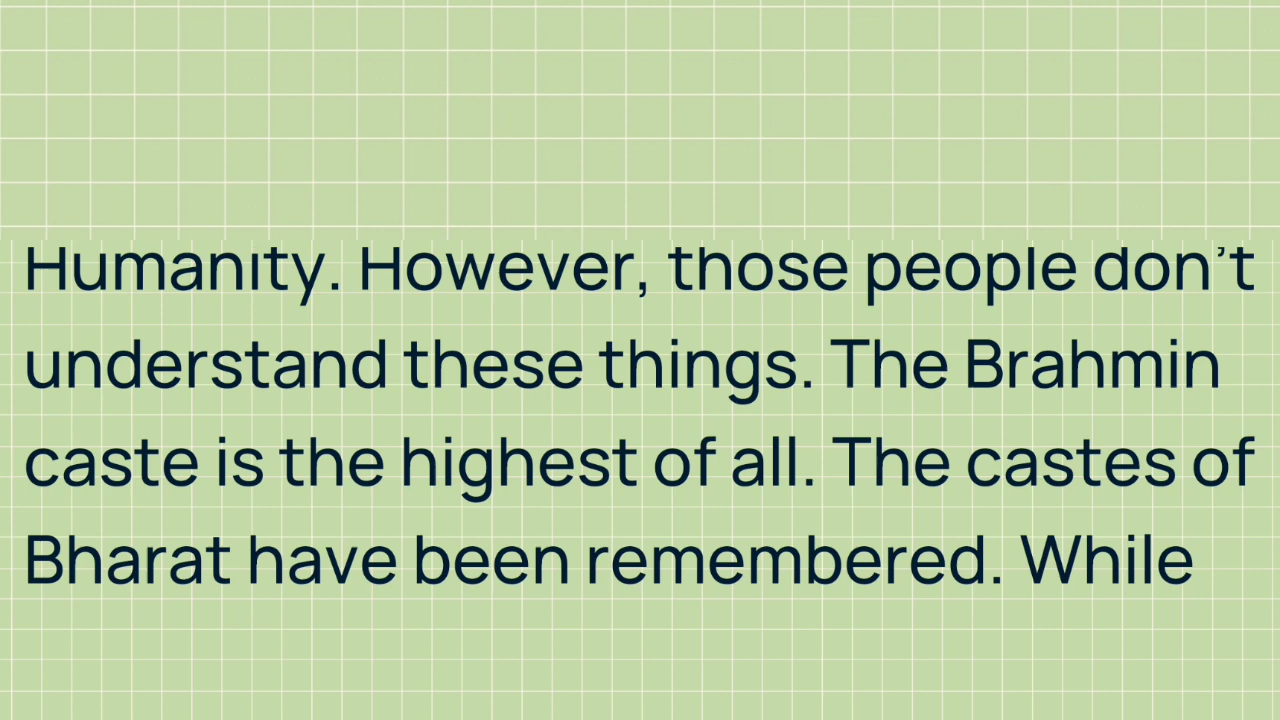 Humanity. However, those people don’t
understand these things. The Brahmin
caste is the highest of all. The castes of
Bharat have been remembered. While